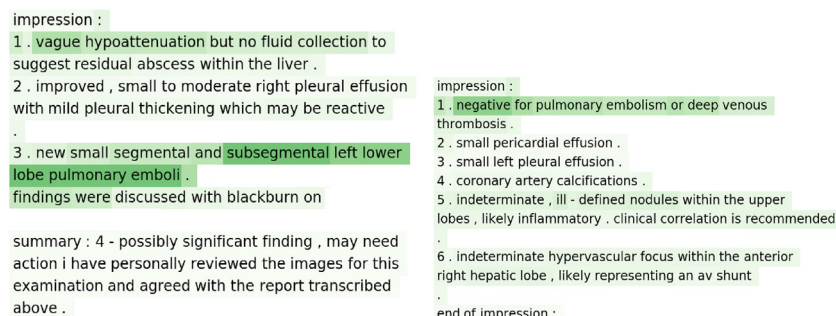 impression :
1 . vague hypoattenuation but no fluid collection to
suggest residual abscess within the liver .
2 . improved , small to moderate right pleural effusion
with mild pleural thickening which may be reactive
.
3 . new small segmental and subsegmental left lower
lobe pulmonary emboli .
findings were discussed with blackburn on
summary : 4 - possibly significant finding , may need
action i have personally reviewed the images for this
examination and agreed with the report transcribed
above .
impression :
1 . negative for pulmonary embolism or deep venous
thrombosis .
2 . small pericardial effusion .
3 . small left pleural effusion .
4 . coronary artery calcifications .
5 . indeterminate , ill - defined nodules within the upper
lobes , likely inflammatory . clinical correlation is recommended
.
6 . indeterminate hypervascular focus within the anterior
right hepatic lobe , likely representing an av shunt
.
end of impression :